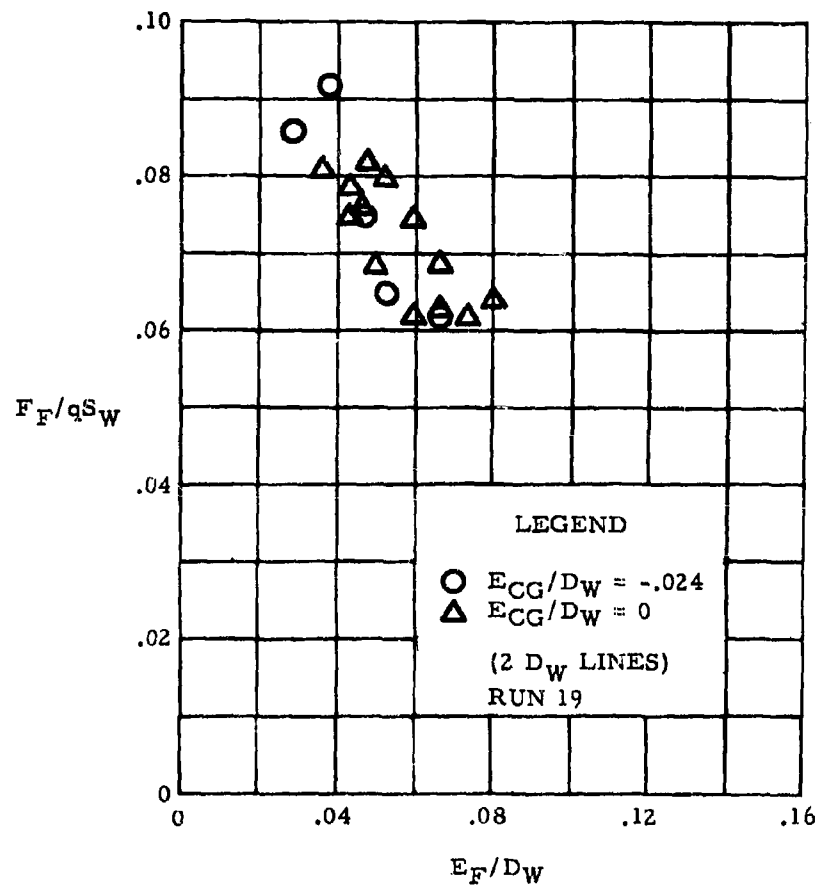 .10
.08
.06
F_F/qS_W
.04
.02
0
LEGEND
E_CG/D_W = -.024
E_CG/D_W = 0
(2 D_W LINES)
RUN 19
0 .04 .08 .12 .16
E_F/D_W